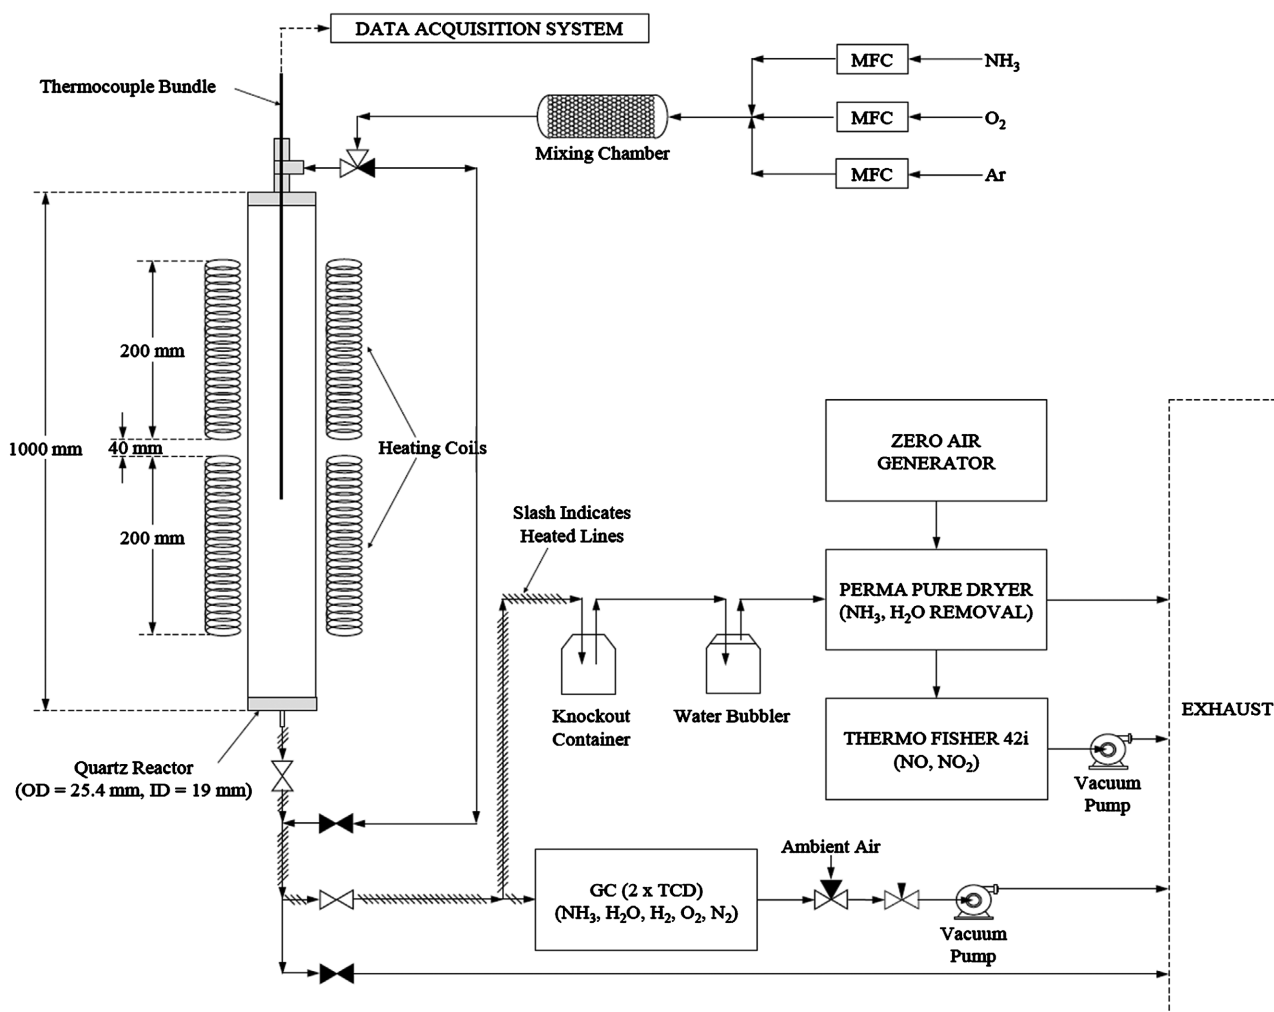 DATA ACQUISITION SYSTEM
Thermocouple Bundle
MFC
NH₃
MFC
O₂
Mixing Chamber
MFC
Ar
200 mm
1000 mm
40 mm
Heating Coils
200 mm
ZERO AIR
GENERATOR
Slash Indicates
Heated Lines
PERMA PURE DRYER
(NH₃, H₂O REMOVAL)
Knockout
Container
Water Bubbler
EXHAUST
THERMO FISHER 42i
(NO, NO₂)
Vacuum
Pump
Quartz Reactor
(OD = 25.4 mm, ID = 19 mm)
Ambient Air
GC (2 x TCD)
(NH₃, H₂O, H₂, O₂, N₂)
Vacuum
Pump